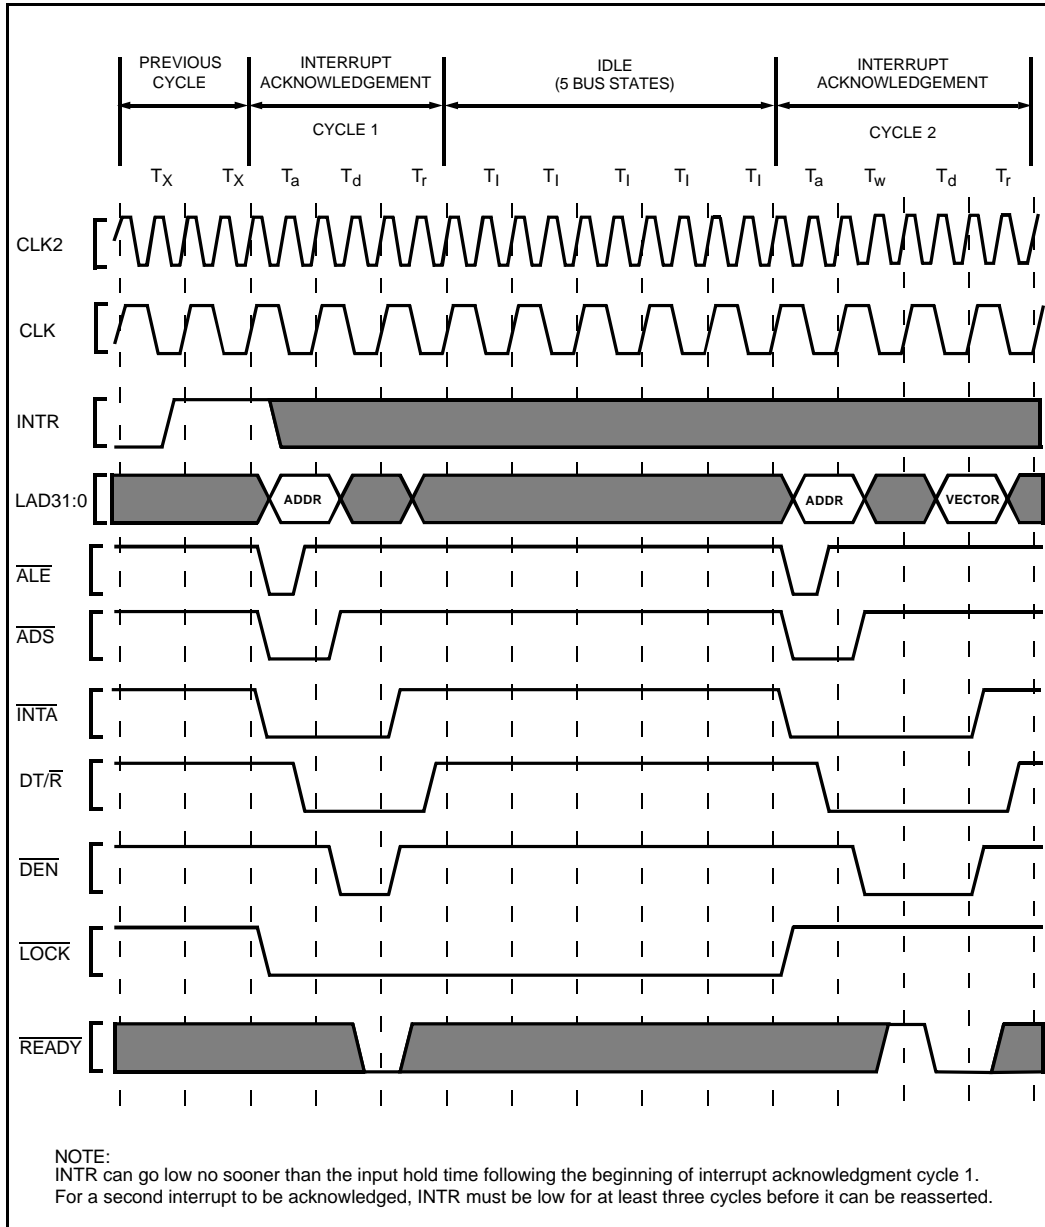 PREVIOUS
CYCLE
INTERRUPT
ACKNOWLEDGEMENT
CYCLE 1
IDLE
(5 BUS STATES)
INTERRUPT
ACKNOWLEDGEMENT
CYCLE 2
TX TX Ta Td Tr TI TI TI TI TI Ta Tw Td Tr
CLK2
CLK
INTR
LAD31:0 ADDR ADDR VECTOR
ALE
ADS
INTA
DT/R
DEN
LOCK
READY
NOTE:
INTR can go low no sooner than the input hold time following the beginning of interrupt acknowledgment cycle 1.
For a second interrupt to be acknowledged, INTR must be low for at least three cycles before it can be reasserted.